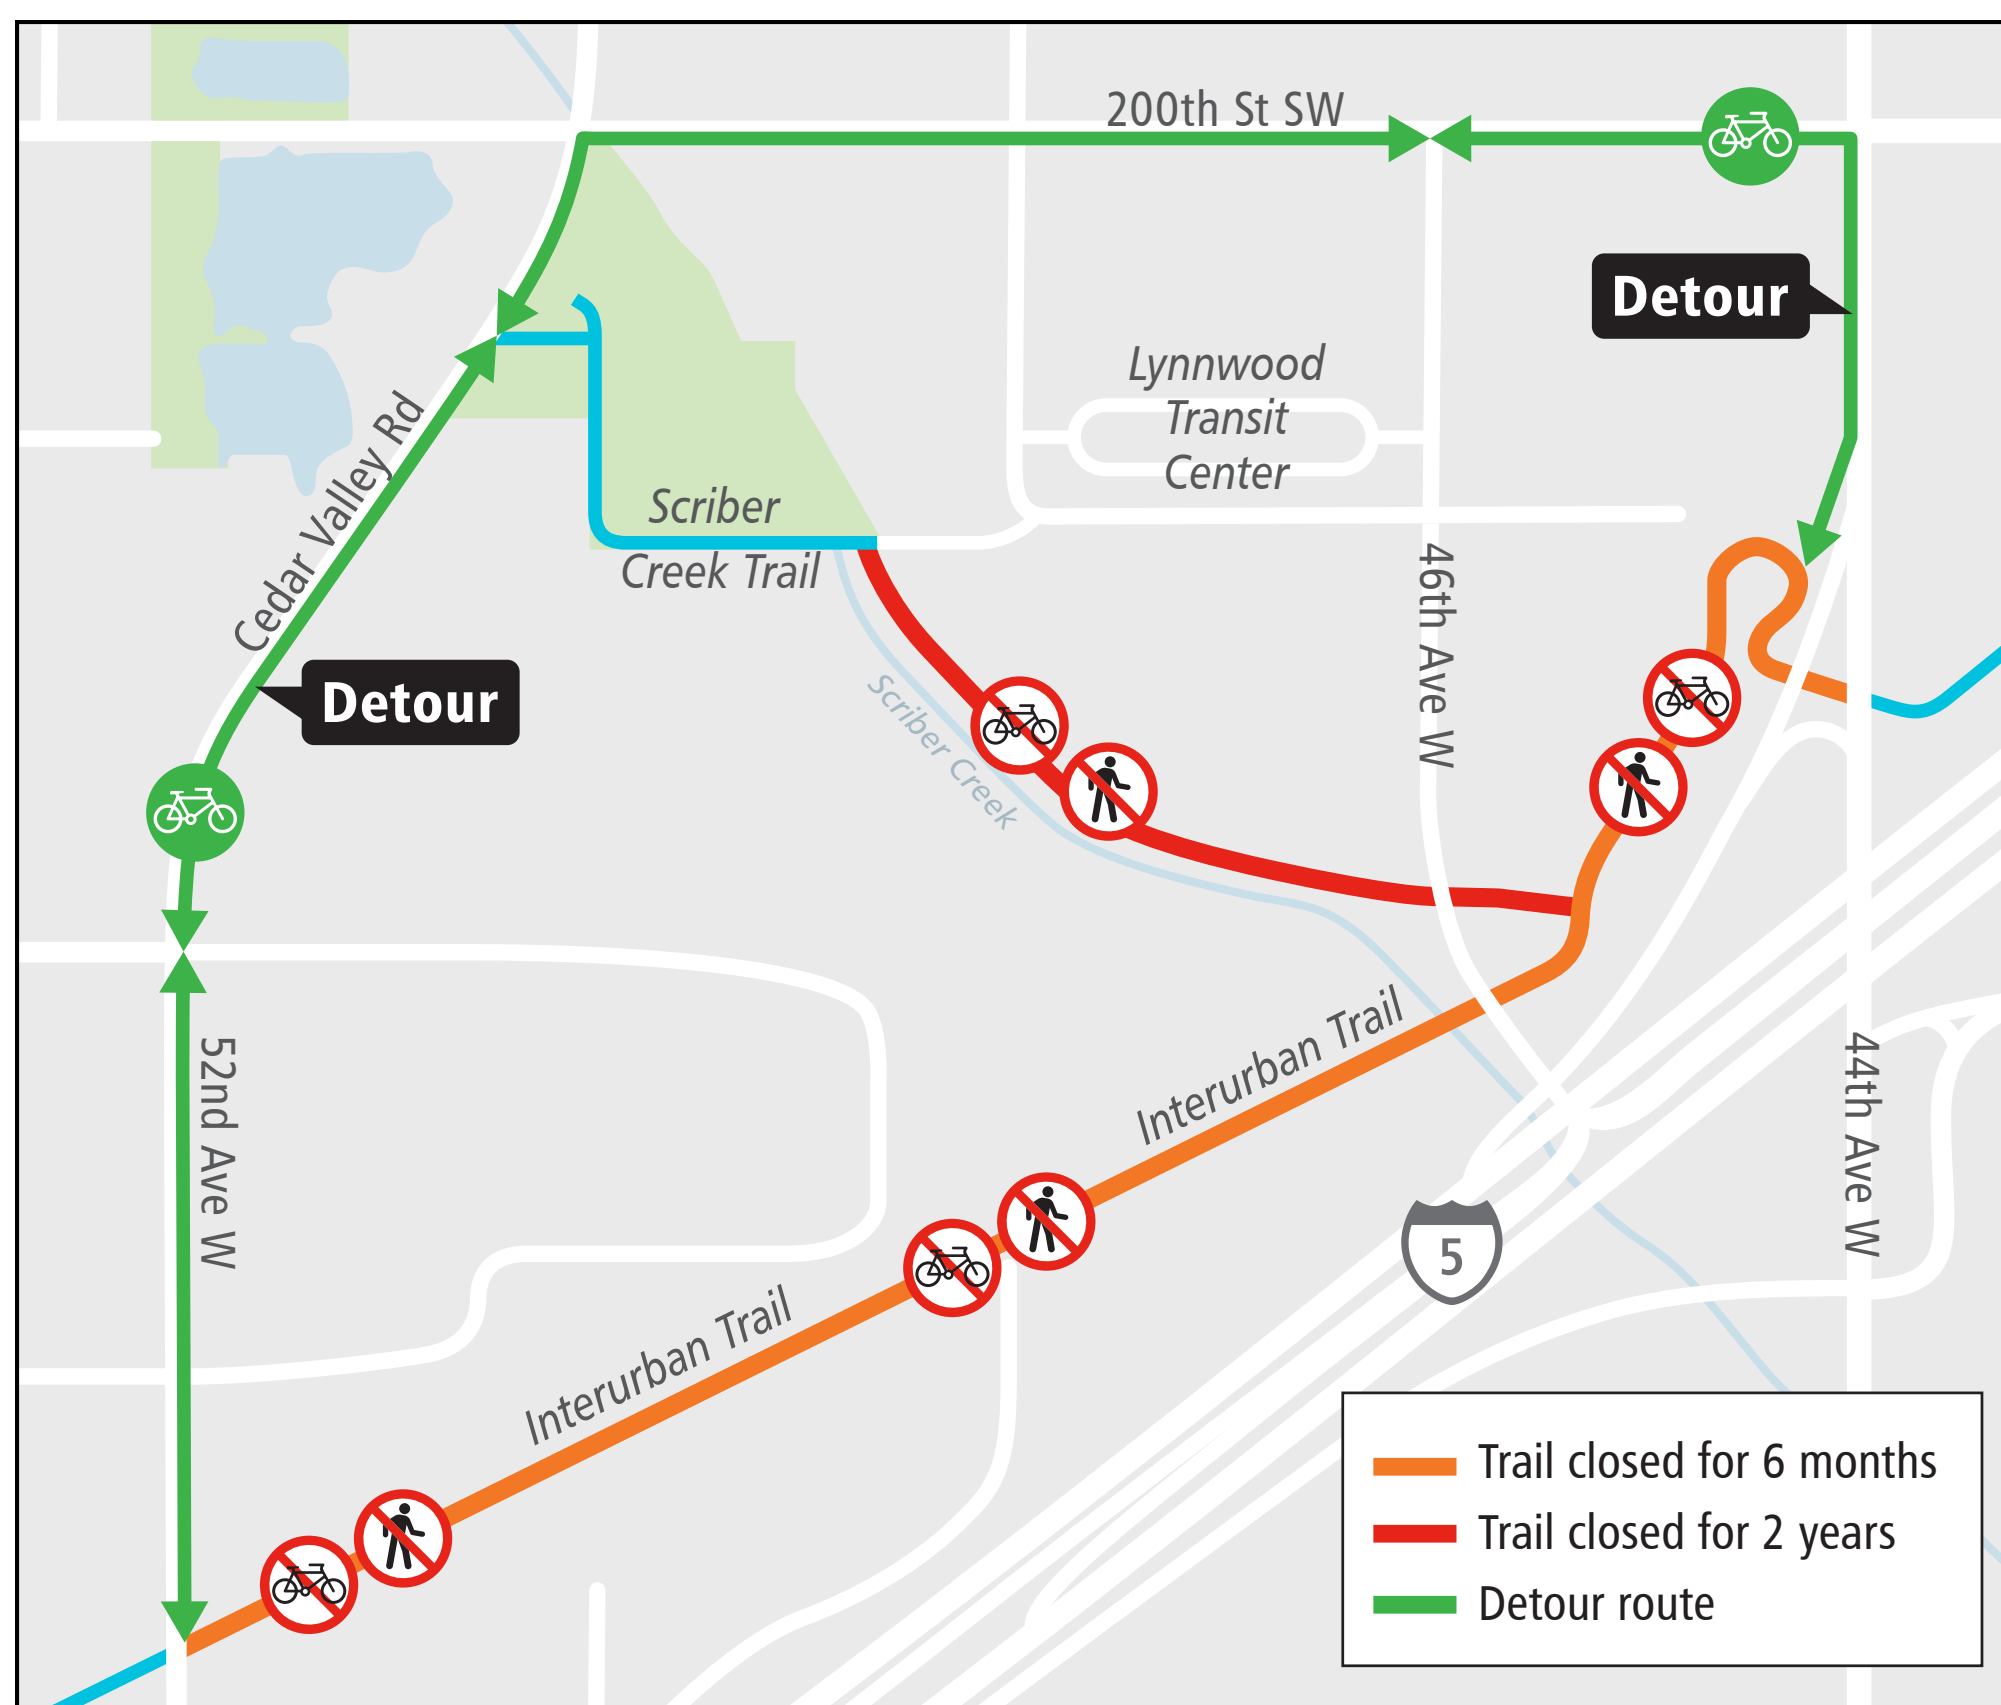 200th St SW
Detour
Lynnwood
Transit
Center
Cedar Valley Rd
Scriber
Creek Trail
46th Ave W
Detour
Scriber Creek
Interurban Trail
52nd Ave W
44th Ave W
5
Interurban Trail
Trail closed for 6 months
Trail closed for 2 years
Detour route